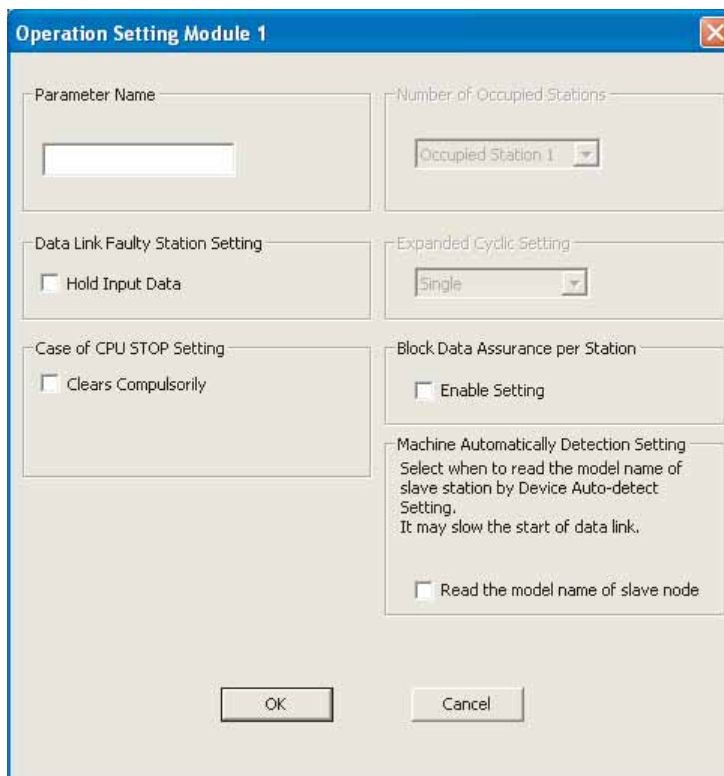 Operation Setting Module 1
Parameter Name
Number of Occupied Stations
Occupied Station 1
Data Link Faulty Station Setting
Hold Input Data
Expanded Cyclic Setting
Single
Case of CPU STOP Setting
Clears Compulsorily
Block Data Assurance per Station
Enable Setting
Machine Automatically Detection Setting
Select when to read the model name of
slave station by Device Auto-detect
Setting.
It may slow the start of data link.
Read the model name of slave node
OK
Cancel